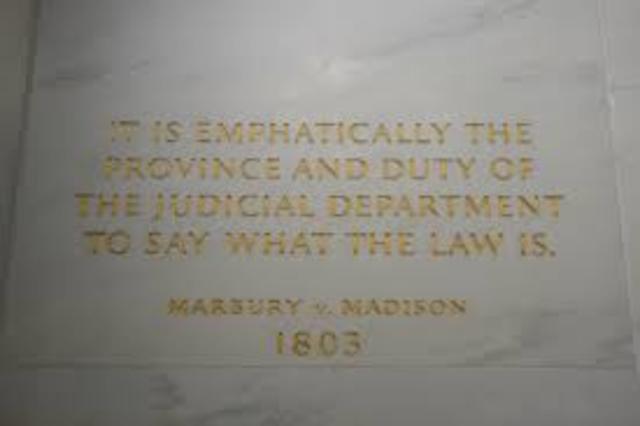 IT IS EMPHATICALLY THE
PROVINCE AND DUTY OF
THE JUDICIAL DEPARTMENT
TO SAY WHAT THE LAW IS.
MARBURY v. MADISON
1803